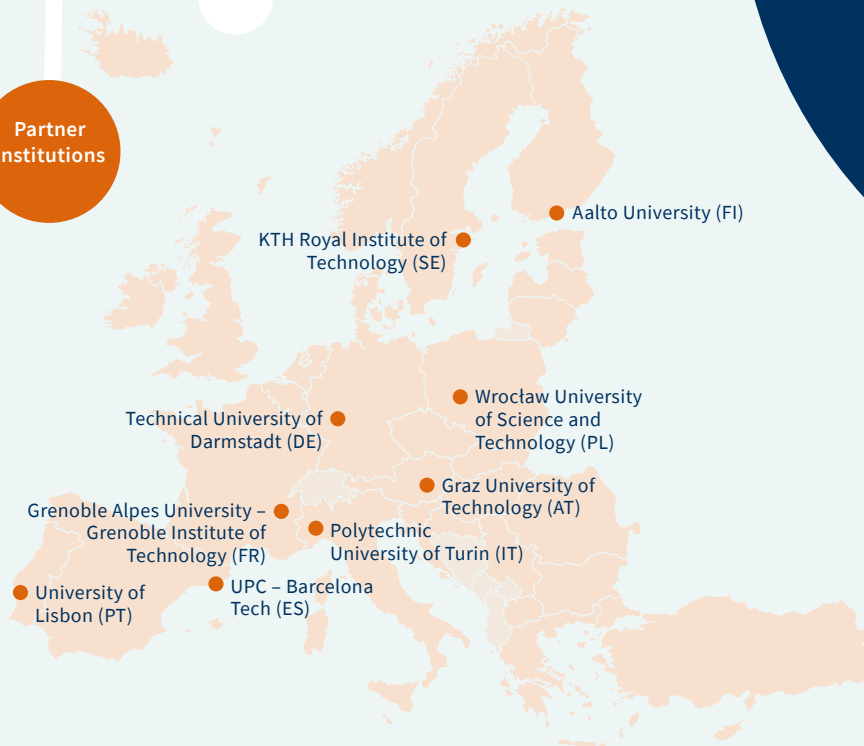 Partner
nstitutions
Aalto University (FI)
KTH Royal Institute of
Technology (SE)
Wrocław University
of Science and
Technology (PL)
Technical University of
Darmstadt (DE)
Graz University of
Technology (AT)
Grenoble Alpes University –
Grenoble Institute of
Technology (FR)
Polytechnic
University of Turin (IT)
UPC – Barcelona
Tech (ES)
University of
Lisbon (PT)